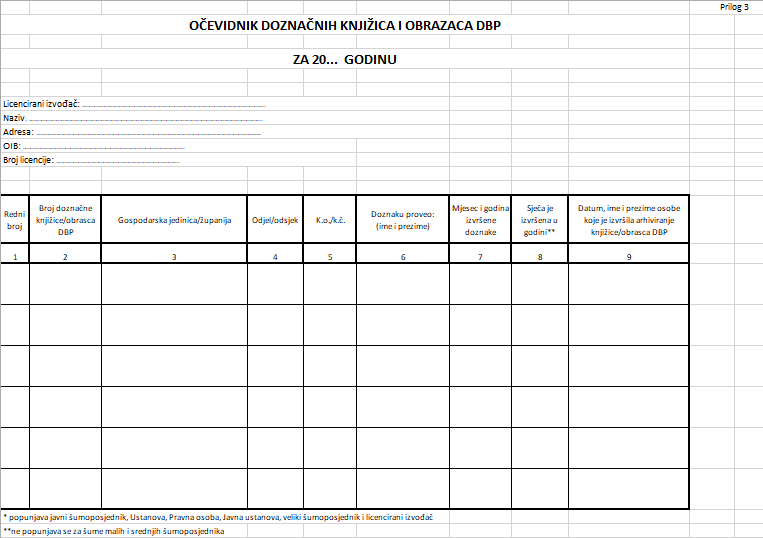 Prilog 3
OČEVIDNIK DOZNAČNIH KNJIŽICA I OBRAZACA DBP
ZA 20... GODINU
Licencirani izvođač: ....................................................................
Naziv: ....................................................................
Adresa: ....................................................................
OIB: ....................................................................
Broj licencije: ....................................................................
Redni
broj
Broj doznačne
knjižice/obrasca
DBP
Gospodarska jedinica/županija
Odjel/odsjek
K.o./k.č.
Doznaku proveo:
(ime i prezime)
Mjesec i godina
izvršene
doznake
Sječa je
izvršena u
godini**
Datum, ime i prezime osobe
koje je izvršila arhiviranje
knjižice/obrasca DBP
1 2 3 4 5 6 7 8 9
* popunjava javni šumoposjednik, Ustanova, Pravna osoba, Javna ustanova, veliki šumoposjednik i licencirani izvođač
**ne popunjava se za šume malih i srednjih šumoposjednika